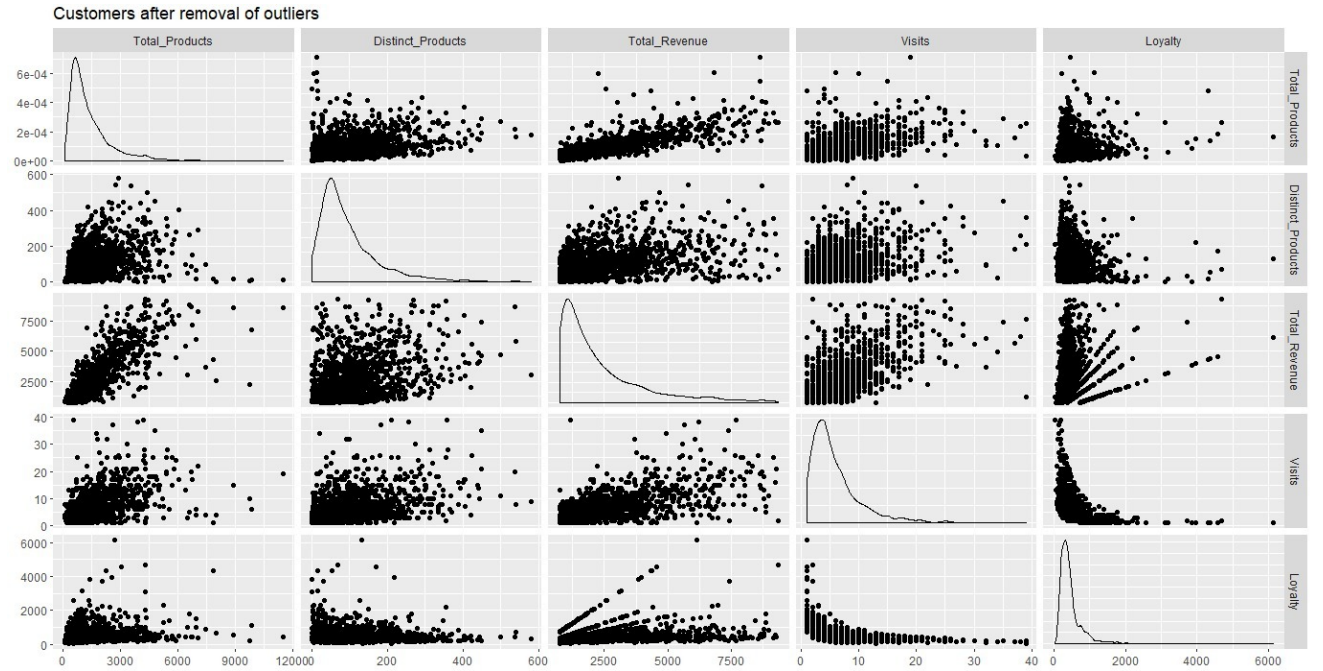 Customers after removal of outliers
Total_Products Distinct_Products Total_Revenue Visits Loyalty
6e-04
4e-04
2e-04
0e+00
Total_Products
600
400
200
0
Distinct_Products
7500
5000
2500
Total_Revenue
40
30
20
10
0
Visits
6000
4000
2000
0
Loyalty
0 3000 6000 9000 12000 0 200 400 600 2500 5000 7500 0 10 20 30 40 0 2000 4000 6000